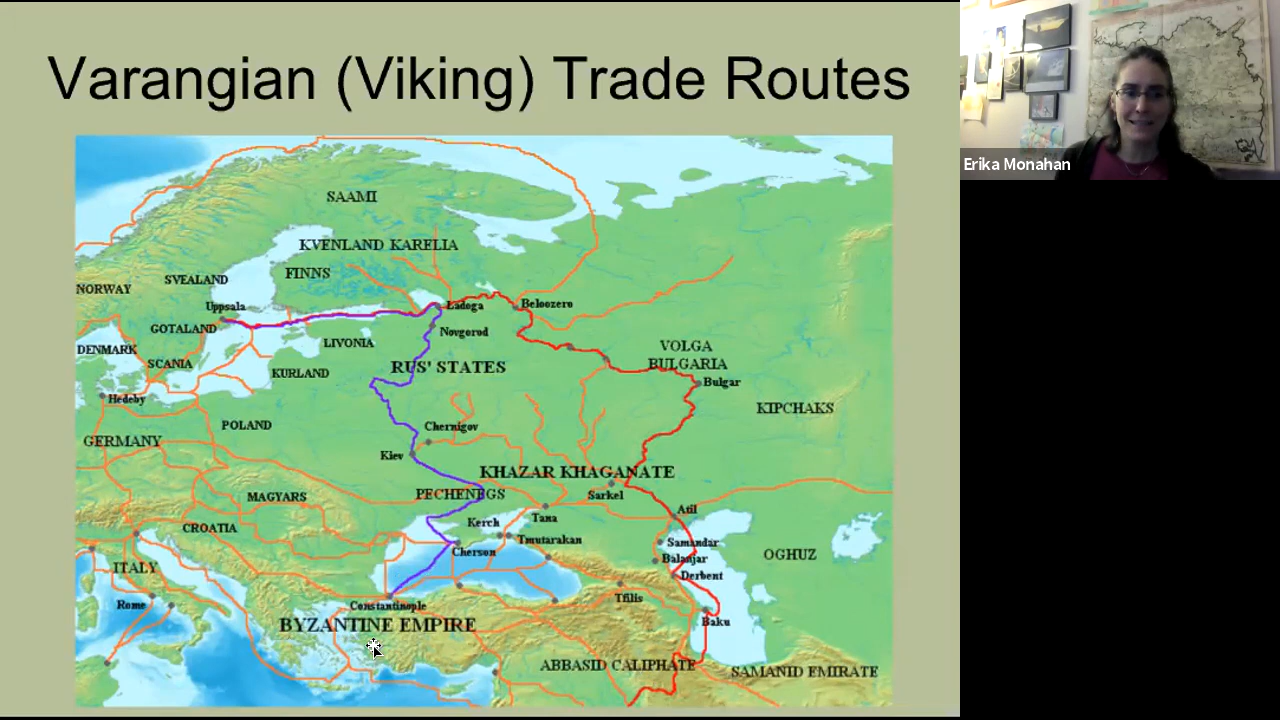 Varangian (Viking) Trade Routes
Erika Monahan
SAAMI
KVENLAND KARELIA
FINNS
SVEALAND
NORWAY
Uppsala
Ladoga
Beloozero
GOTALAND
Novgorod
LIVONIA
DENMARK
VOLGA
BULGARIA
SCANIA
KURLAND
RUS' STATES
Bulgar
Hedeby
KIPCHAKS
POLAND
Chernigov
GERMANY
Kiev
KHAZAR KHAGANATE
MAGYARS
PECHENEGS
Sarkel
Atil
CROATIA
Kerch
Tana
Tmutarakan
Samandar
Cherson
Balanjar
OGHUZ
ITALY
Derbent
Rome
Constantinople
Tfilis
Baku
BYZANTINE EMPIRE
ABBASID CALIPHATE
SAMANID EMIRATE